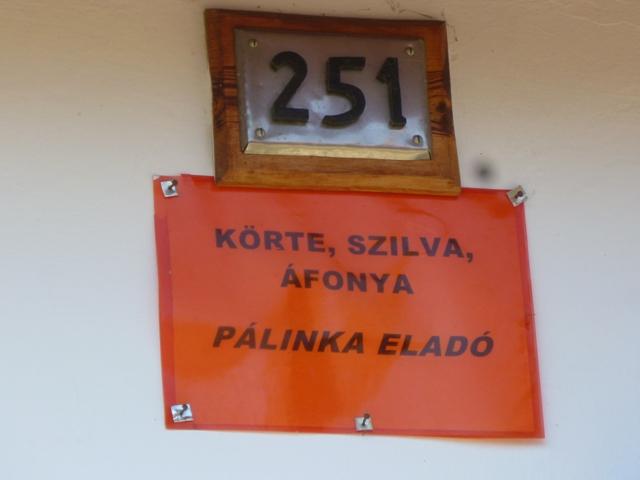 251
KÖRTE, SZILVA,
ÁFONYA
PÁLINKA ELADÓ